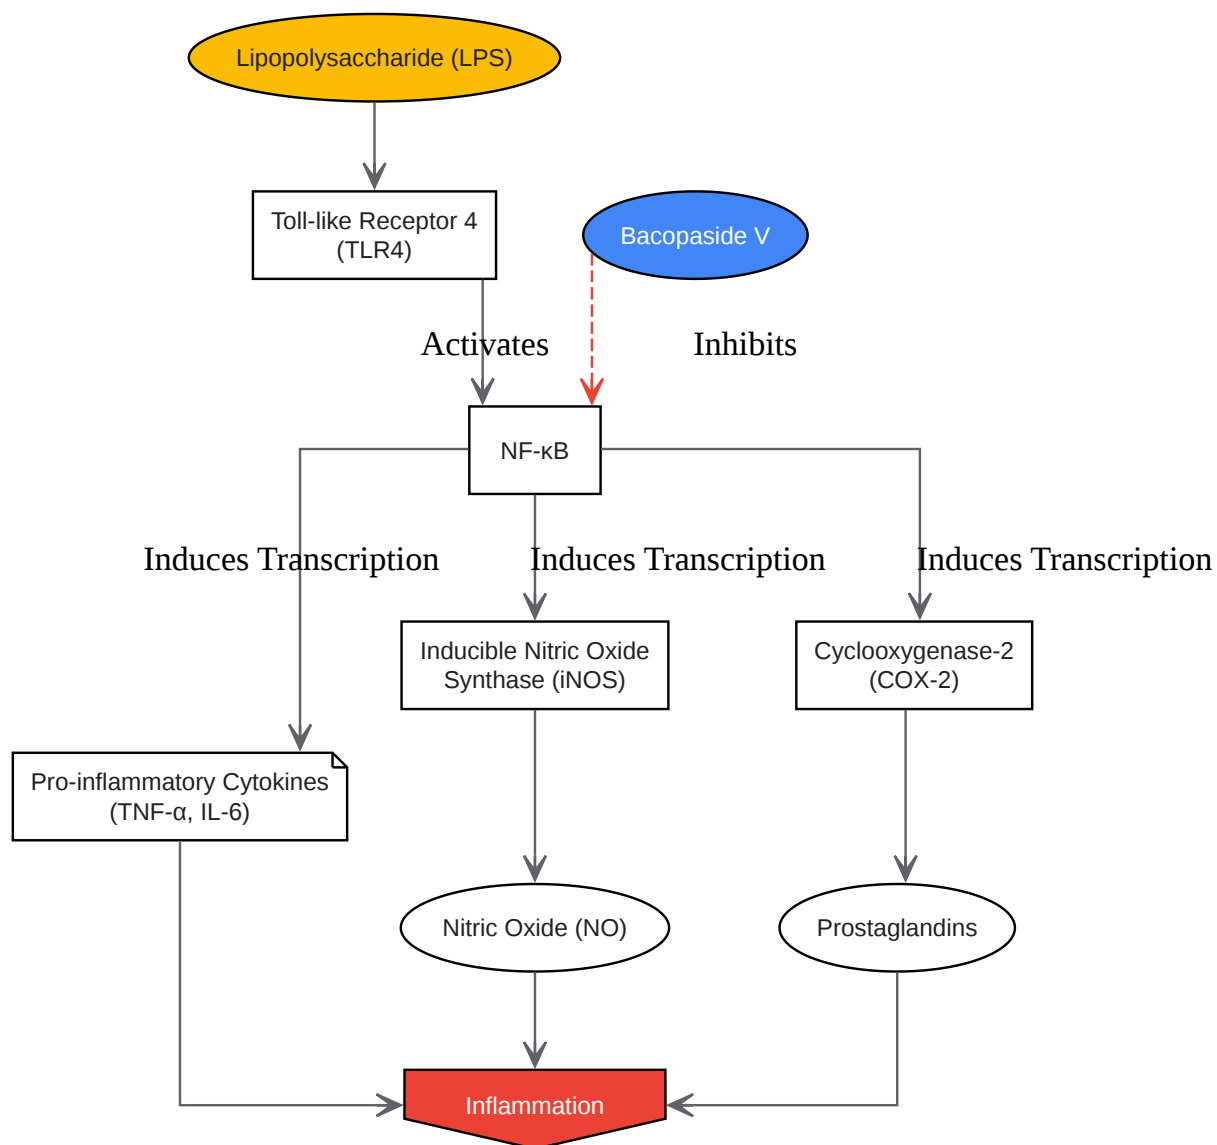 Lipopolysaccharide (LPS)
Toll-like Receptor 4
(TLR4)
Bacopaside V
Activates
Inhibits
NF-κB
Induces Transcription
Induces Transcription
Induces Transcription
Inducible Nitric Oxide
Synthase (iNOS)
Cyclooxygenase-2
(COX-2)
Pro-inflammatory Cytokines
(TNF-α, IL-6)
Nitric Oxide (NO)
Prostaglandins
Inflammation